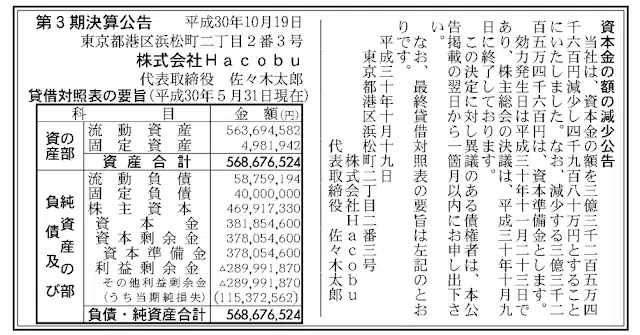 資本金の額の減少公告
当社は、資本金の額を三億三千二百五万四
千六百円減少し四千九百八十万円とすること
にいたしました。なお、減少する三億三千二
百五万四千六百円は、資本準備金とします。
効力発生日は平成三十年十一月二十三日で
あり、株主総会の決議は、平成三十年十月九
日に終了しております。
この決定に対し異議のある債権者は、本公
告掲載の翌日から一箇月以内にお申し出下さ
い。
なお、最終貸借対照表の要旨は左記のとお
りです。
平成三十年十月十九日
東京都港区浜松町二丁目二番三号
株式会社Hacobu
代表取締役 佐々木太郎
第3期決算公告 平成30年10月19日
東京都港区浜松町二丁目2番3号
株式会社Hacobu
代表取締役 佐々木太郎
貸借対照表の要旨(平成30年5月31日現在)
科 目 金 額(円)
資産の部
流動資産 563,694,582
固定資産 4,981,942
資産合計 568,676,524
負債及び純資産の部
流動負債 58,759,194
固定負債 40,000,000
株主資本 469,917,330
資本金 381,854,600
資本剰余金 378,054,600
資本準備金 378,054,600
利益剰余金 △289,991,870
その他利益剰余金 △289,991,870
(うち当期純損失) (115,372,562)
負債・純資産合計 568,676,524